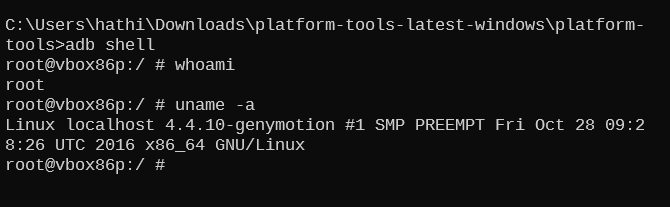 C:\Users\hathi\Downloads\platform-tools-latest-windows\platform-
tools>adb shell
root@vbox86p:/ # whoami
root
root@vbox86p:/ # uname -a
Linux localhost 4.4.10-genymotion #1 SMP PREEMPT Fri Oct 28 09:2
8:26 UTC 2016 x86_64 GNU/Linux
root@vbox86p:/ #